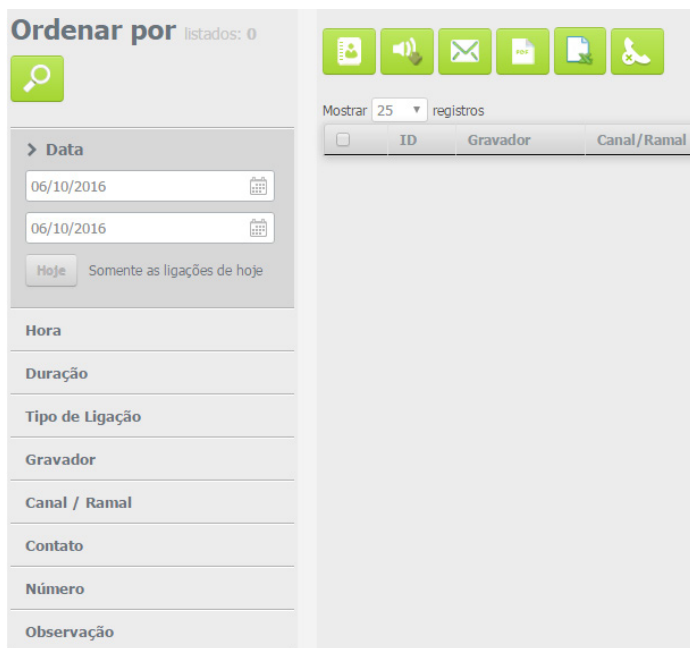 Ordenar por listados: 0
Data
06/10/2016
06/10/2016
Hoje Somente as ligações de hoje
Hora
Duração
Tipo de Ligação
Gravador
Canal / Ramal
Contato
Número
Observação
PDF
Mostrar 25 registros
ID Gravador Canal/Ramal